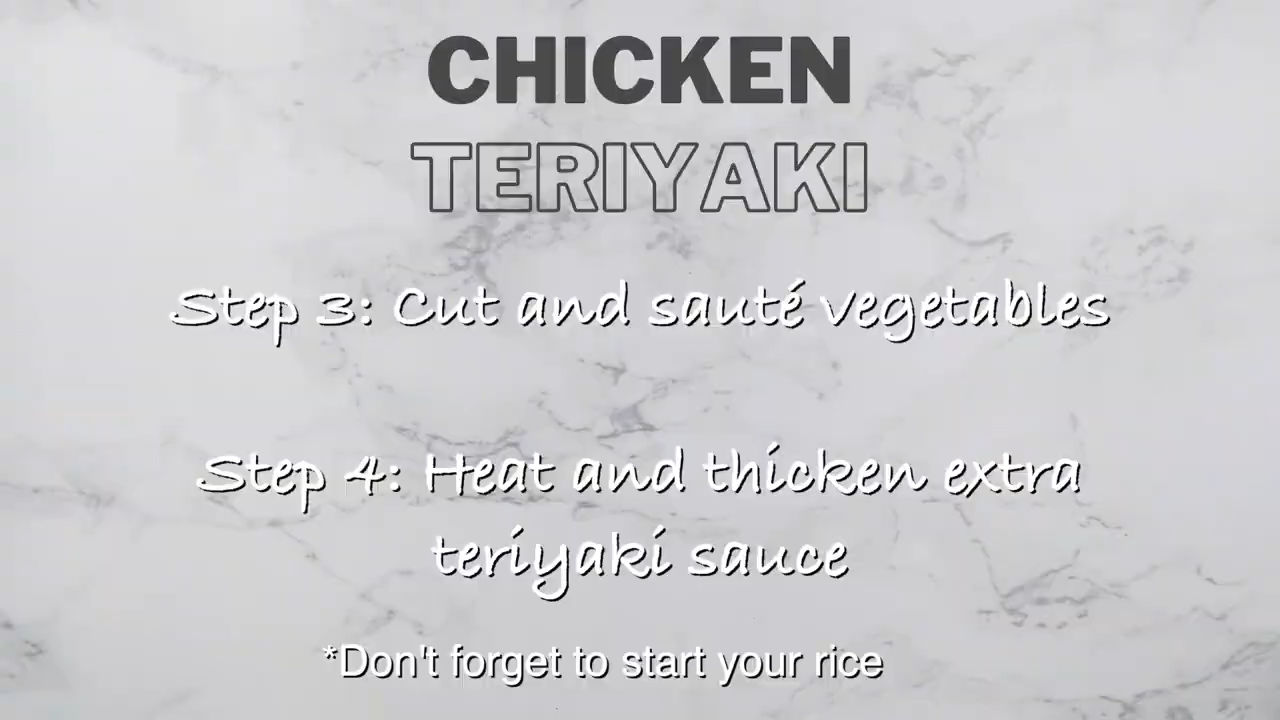 CHICKEN
TERIYAKI
Step 3: Cut and sauté vegetables
Step 4: Heat and thicken extra
teriyaki sauce
*Don't forget to start your rice